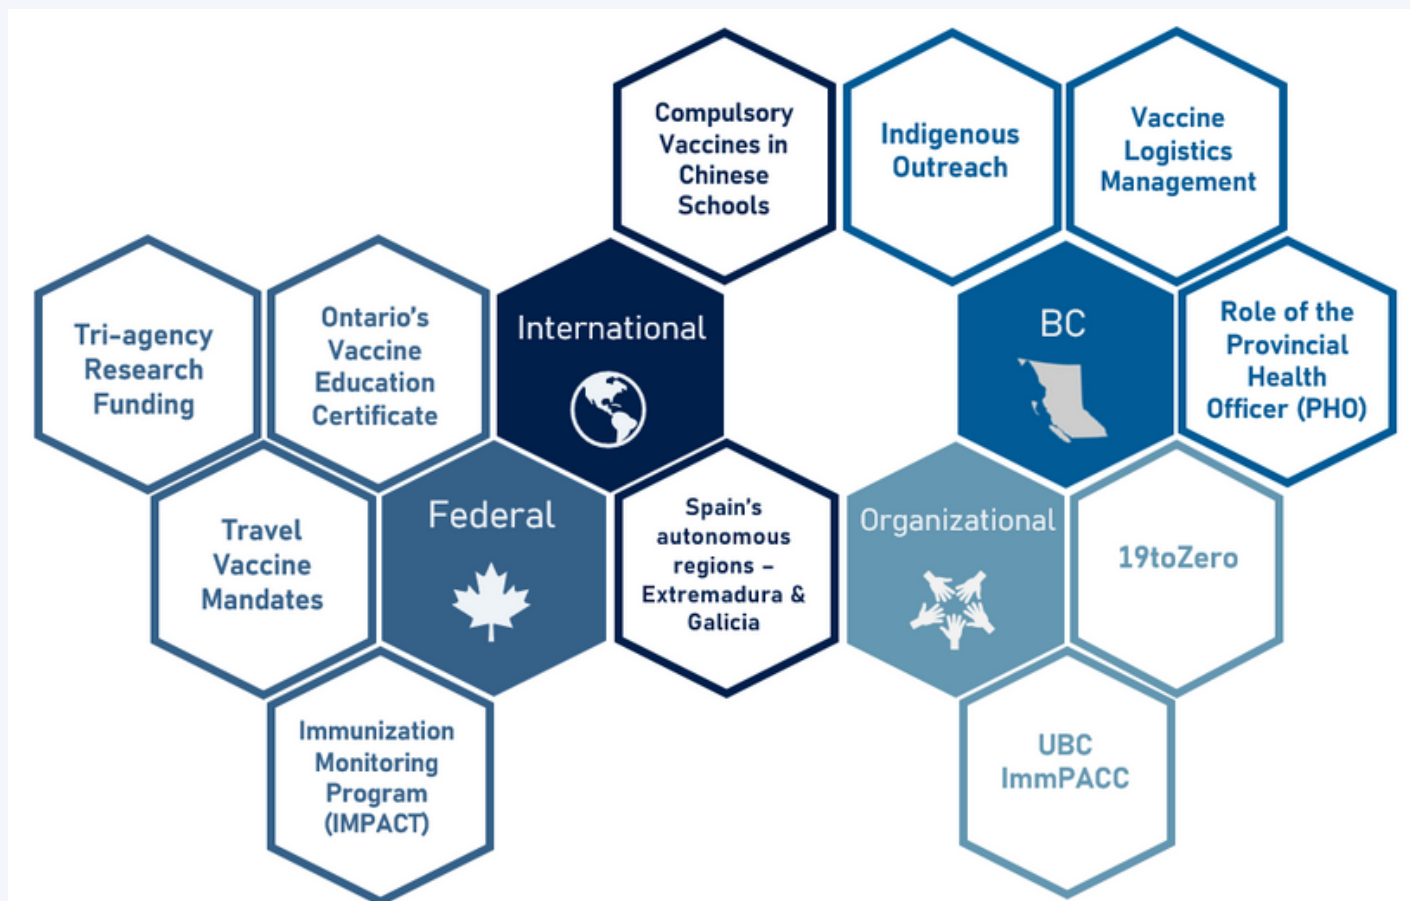 Compulsory
Vaccines in
Chinese
Schools
Indigenous
Outreach
Vaccine
Logistics
Management
Tri-agency
Research
Funding
Ontario's
Vaccine
Education
Certificate
International
BC
Role of the
Provincial
Health
Officer (PHO)
Travel
Vaccine
Mandates
Federal
Spain's
autonomous
regions –
Extremadura &
Galicia
Organizational
19toZero
Immunization
Monitoring
Program
(IMPACT)
UBC
ImmPACC